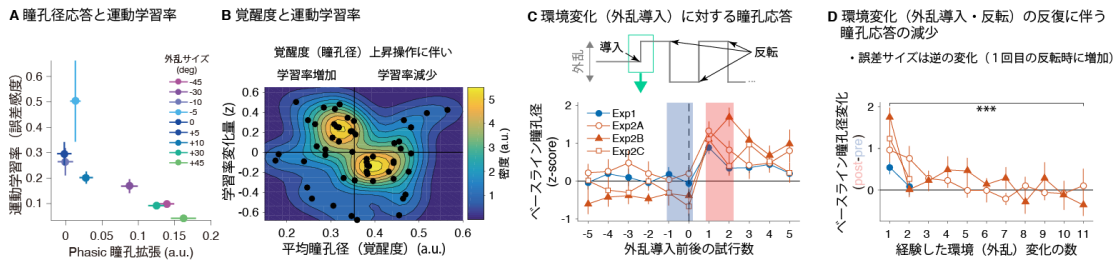 A 瞳孔径応答と運動学習率
外乱サイズ
(deg)
-45
-30
-10
-5
0
+5
+10
+30
+45
運動学習率（誤差感度）
0.6
0.5
0.4
0.3
0.2
0.1
0
0.05
0.1
0.15
0.2
Phasic 瞳孔拡張 (a.u.)
B 覚醒度と運動学習率
覚醒度（瞳孔径）上昇操作に伴い
学習率増加
学習率減少
学習率変化量 (z)
0.6
0.4
0.2
0
-0.2
-0.4
-0.6
0.2
0.3
0.4
0.5
0.6
平均瞳孔径（覚醒度）(a.u.)
5
4
3
2
1
0
密度 (a.u.)
C 環境変化（外乱導入）に対する瞳孔応答
外乱
導入
反転
...
Exp1
Exp2A
Exp2B
Exp2C
ベースライン瞳孔径
(z-score)
2
1
0
-1
-5
-4
-3
-2
-1
0
1
2
3
4
5
外乱導入前後の試行数
D 環境変化（外乱導入・反転）の反復に伴う
瞳孔応答の減少
・誤差サイズは逆の変化（１回目の反転時に増加）
***
ベースライン瞳孔径変化
(post-pre)
2
1
0
1
2
3
4
5
6
7
8
9
10
11
経験した環境（外乱）変化の数